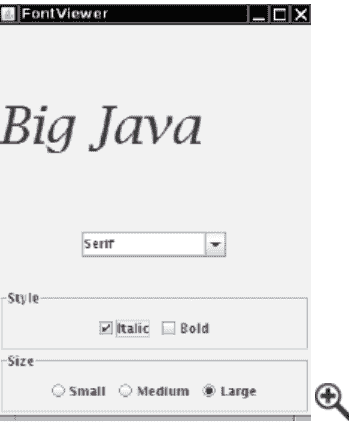 FontViewer
Big Java
Serif
Style
Italic Bold
Size
Small Medium Large